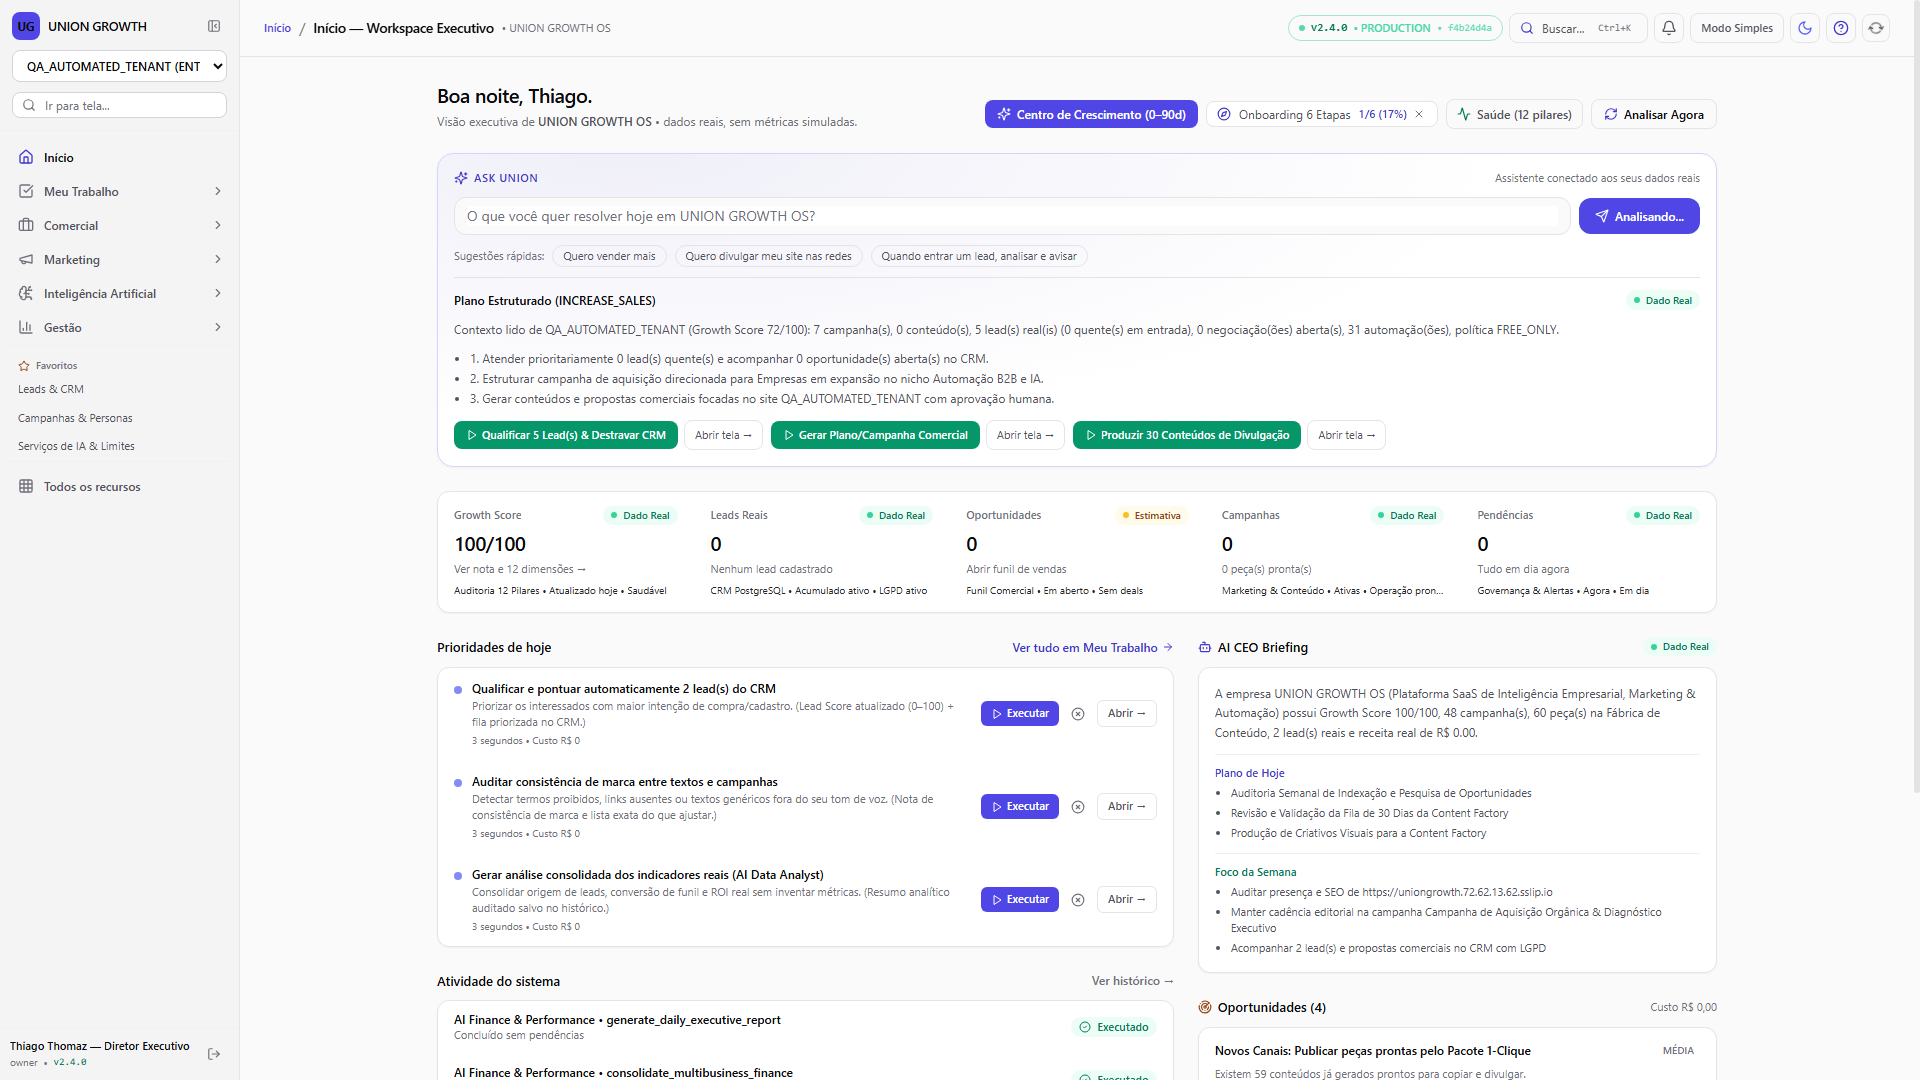 UG UNION GROWTH
QA_AUTOMATED_TENANT (ENT
Ir para tela...
Início
Meu Trabalho
Comercial
Marketing
Inteligência Artificial
Gestão
Favoritos
Leads & CRM
Campanhas & Personas
Serviços de IA & Limites
Todos os recursos
Thiago Thomaz — Diretor Executivo
owner • v2.4.0
Início / Início — Workspace Executivo • UNION GROWTH OS
v2.4.0 • PRODUCTION • f4b24d4a
Buscar... Ctrl+K
Modo Simples
Boa noite, Thiago.
Visão executiva de UNION GROWTH OS • dados reais, sem métricas simuladas.
Centro de Crescimento (0–90d)
Onboarding 6 Etapas 1/6 (17%) ×
Saúde (12 pilares)
Analisar Agora
ASK UNION
Assistente conectado aos seus dados reais
O que você quer resolver hoje em UNION GROWTH OS?
Analisando...
Sugestões rápidas: Quero vender mais Quero divulgar meu site nas redes Quando entrar um lead, analisar e avisar
Plano Estruturado (INCREASE_SALES)
Dado Real
Contexto lido de QA_AUTOMATED_TENANT (Growth Score 72/100): 7 campanha(s), 0 conteúdo(s), 5 lead(s) real(is) (0 quente(s) em entrada), 0 negociação(ões) aberta(s), 31 automação(ões), política FREE_ONLY.
• 1. Atender prioritariamente 0 lead(s) quente(s) e acompanhar 0 oportunidade(s) aberta(s) no CRM.
• 2. Estruturar campanha de aquisição direcionada para Empresas em expansão no nicho Automação B2B e IA.
• 3. Gerar conteúdos e propostas comerciais focadas no site QA_AUTOMATED_TENANT com aprovação humana.
Qualificar 5 Lead(s) & Destravar CRM Abrir tela → Gerar Plano/Campanha Comercial Abrir tela → Produzir 30 Conteúdos de Divulgação Abrir tela →
Growth Score Dado Real
100/100
Ver nota e 12 dimensões →
Auditoria 12 Pilares • Atualizado hoje • Saudável
Leads Reais Dado Real
0
Nenhum lead cadastrado
CRM PostgreSQL • Acumulado ativo • LGPD ativo
Oportunidades Estimativa
0
Abrir funil de vendas
Funil Comercial • Em aberto • Sem deals
Campanhas Dado Real
0
0 peça(s) pronta(s)
Marketing & Conteúdo • Ativas • Operação pron...
Pendências Dado Real
0
Tudo em dia agora
Governança & Alertas • Agora • Em dia
Prioridades de hoje
Ver tudo em Meu Trabalho →
Qualificar e pontuar automaticamente 2 lead(s) do CRM
Priorizar os interessados com maior intenção de compra/cadastro. (Lead Score atualizado (0–100) +
fila priorizada no CRM.)
3 segundos • Custo R$ 0
Executar Abrir →
Auditar consistência de marca entre textos e campanhas
Detectar termos proibidos, links ausentes ou textos genéricos fora do seu tom de voz. (Nota de
consistência de marca e lista exata do que ajustar.)
3 segundos • Custo R$ 0
Executar Abrir →
Gerar análise consolidada dos indicadores reais (AI Data Analyst)
Consolidar origem de leads, conversão de funil e ROI real sem inventar métricas. (Resumo analítico
auditado salvo no histórico.)
3 segundos • Custo R$ 0
Executar Abrir →
Atividade do sistema
Ver histórico →
AI Finance & Performance • generate_daily_executive_report
Concluído sem pendências
Executado
AI Finance & Performance • consolidate_multibusiness_finance
Executado
AI CEO Briefing
Dado Real
A empresa UNION GROWTH OS (Plataforma SaaS de Inteligência Empresarial, Marketing &
Automação) possui Growth Score 100/100, 48 campanha(s), 60 peça(s) na Fábrica de
Conteúdo, 2 lead(s) reais e receita real de R$ 0.00.
Plano de Hoje
• Auditoria Semanal de Indexação e Pesquisa de Oportunidades
• Revisão e Validação da Fila de 30 Dias da Content Factory
• Produção de Criativos Visuais para a Content Factory
Foco da Semana
• Auditar presença e SEO de https://uniongrowth.72.62.13.62.sslip.io
• Manter cadência editorial na campanha Campanha de Aquisição Orgânica & Diagnóstico
Executivo
• Acompanhar 2 lead(s) e propostas comerciais no CRM com LGPD
Oportunidades (4)
Custo R$ 0,00
Novos Canais: Publicar peças prontas pelo Pacote 1-Clique
MÉDIA
Existem 59 conteúdos já gerados prontos para copiar e divulgar.